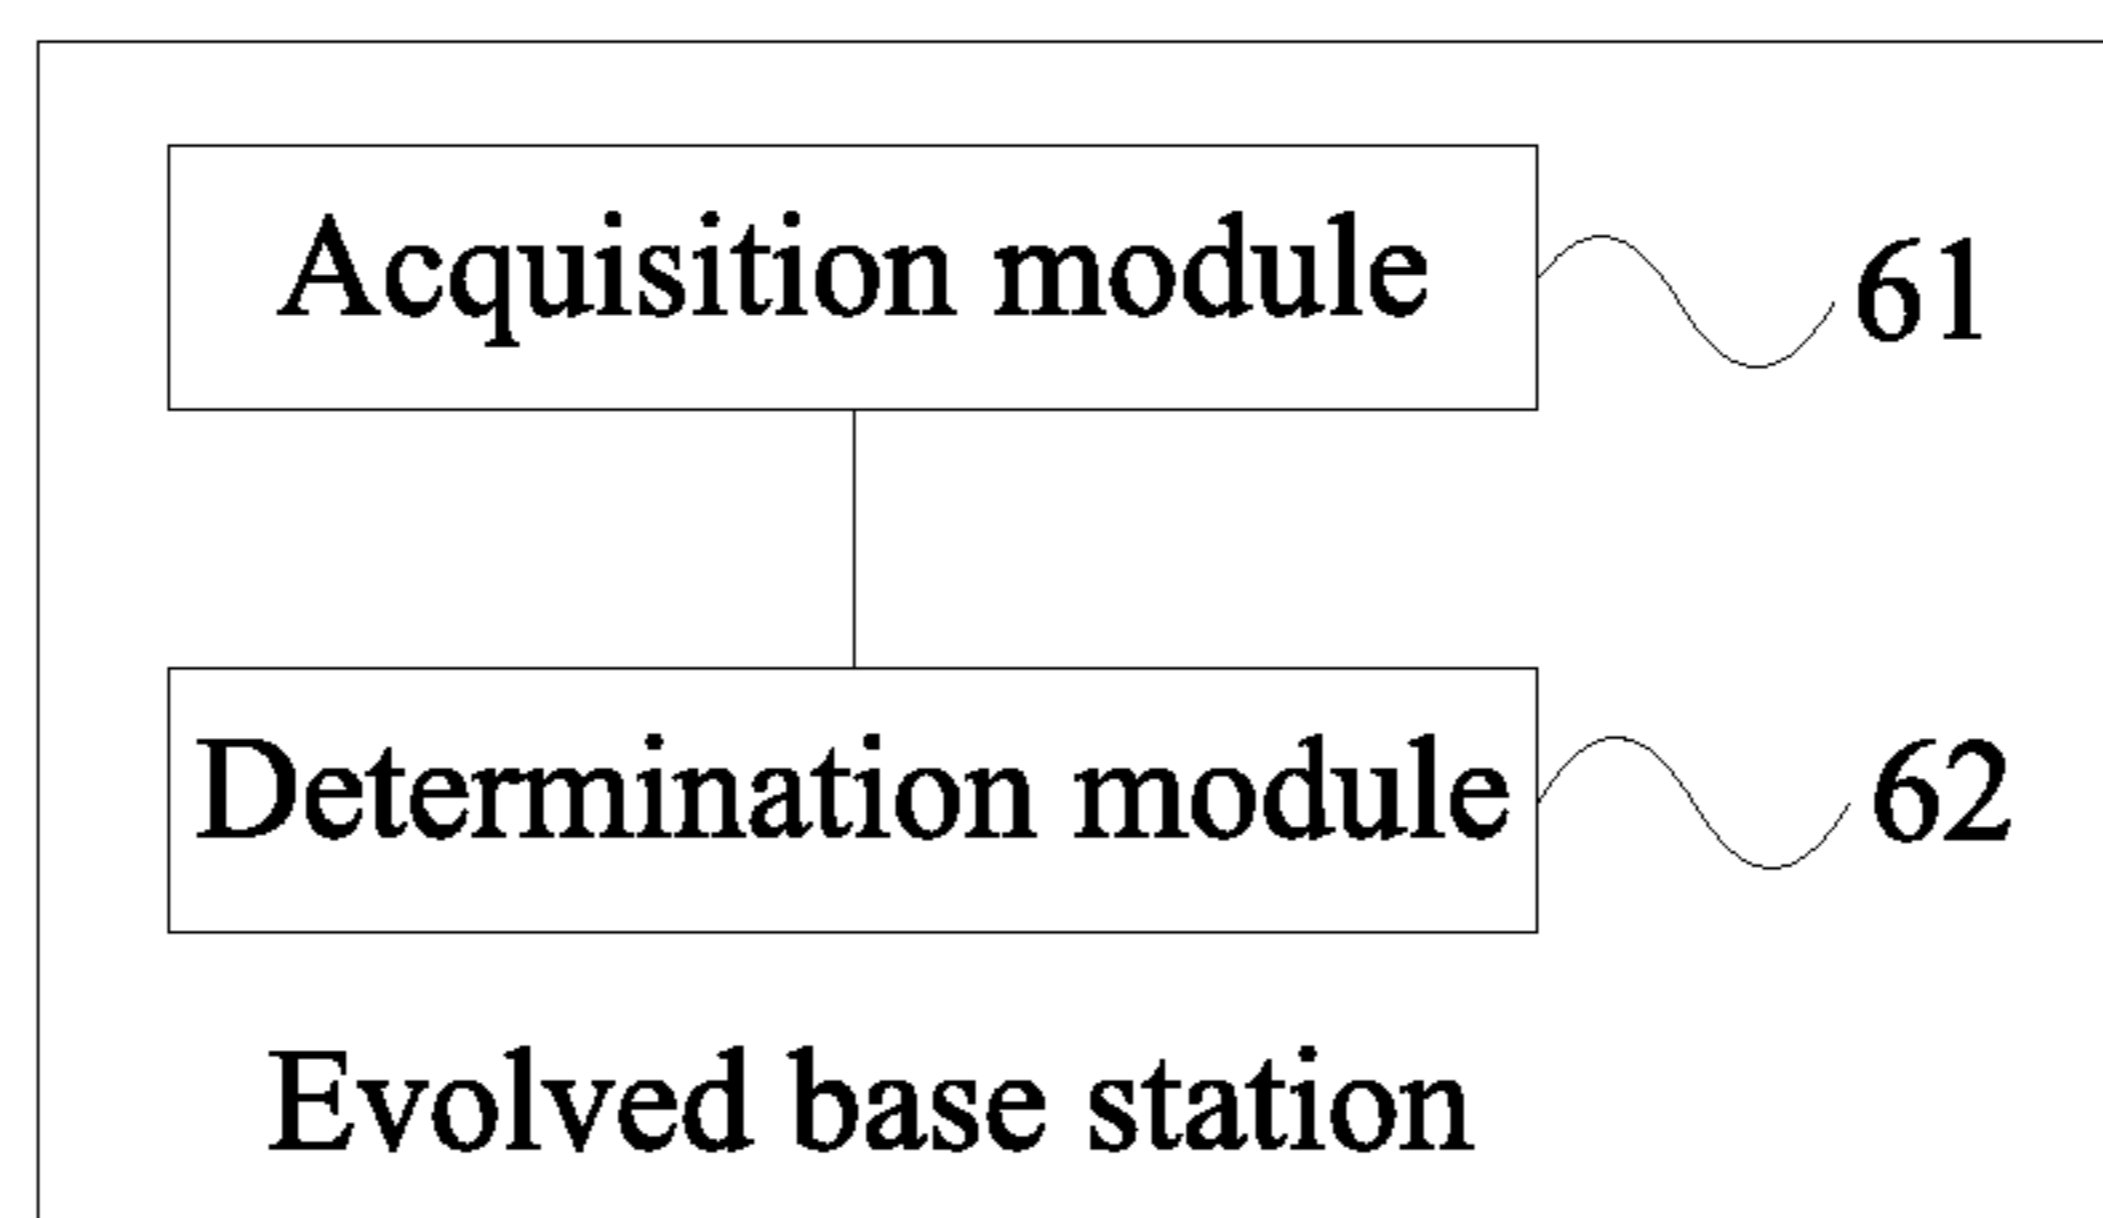 Acquisition module 61
Determination module 62
Evolved base station